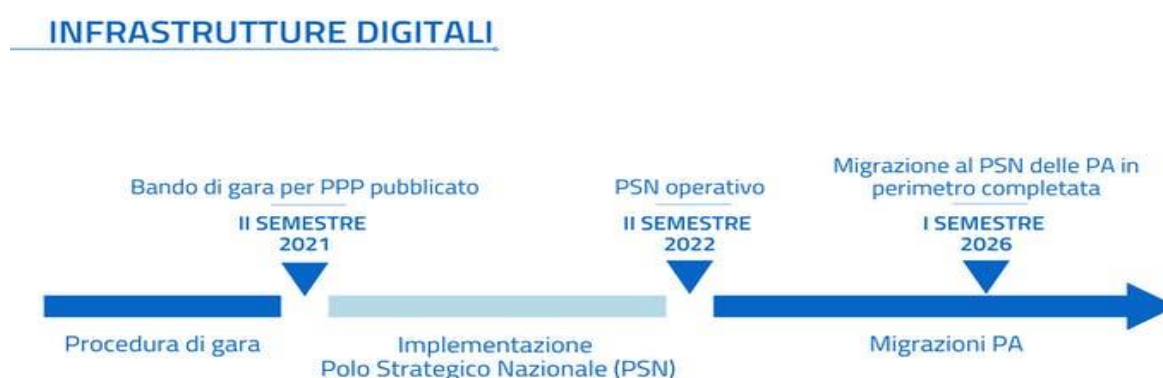 INFRASTRUTTURE DIGITALI
Bando di gara per PPP pubblicato
II SEMESTRE
2021
PSN operativo
II SEMESTRE
2022
Migrazione al PSN delle PA in
perimetro completata
I SEMESTRE
2026
Procedura di gara
Implementazione
Polo Strategico Nazionale (PSN)
Migrazioni PA